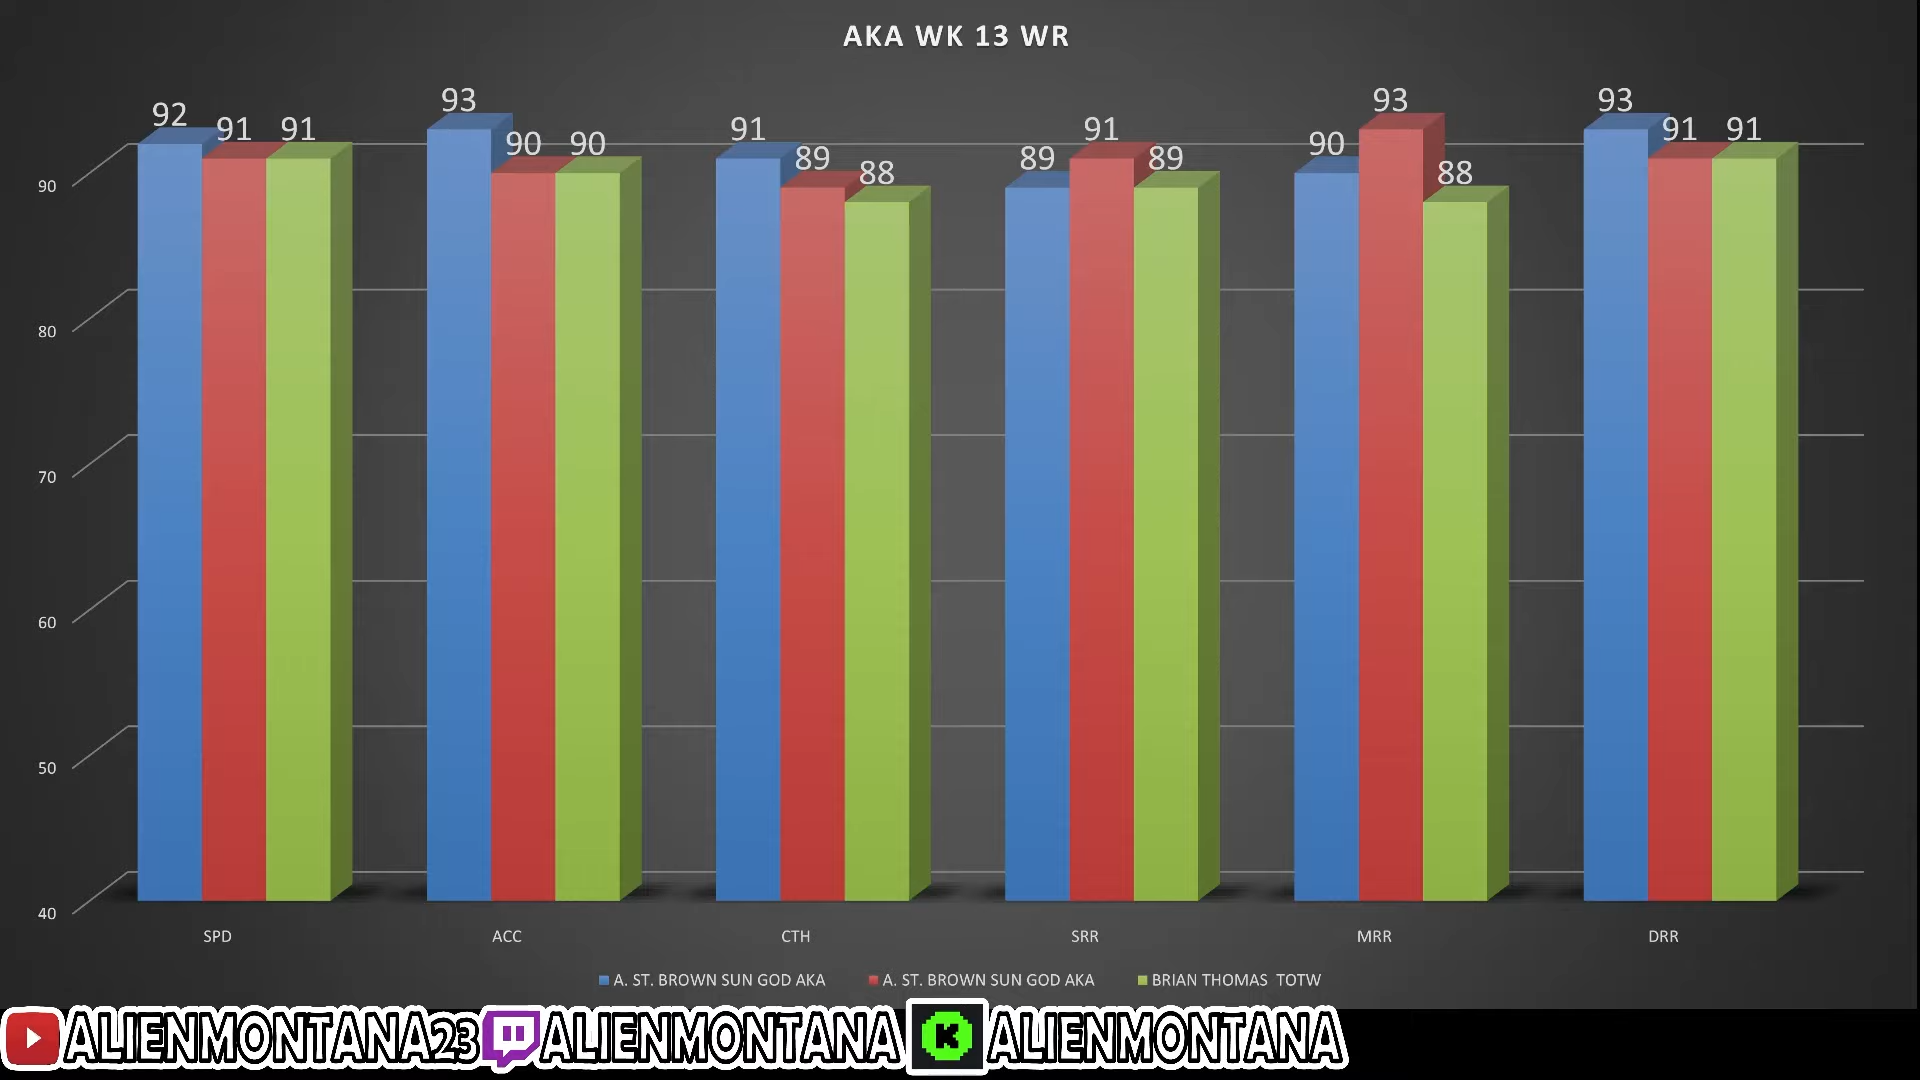 AKA WK 13 WR
92 91 91 93 90 90 91 89 88 89 91 89 90 93 88 93 91 91
90
80
70
60
50
40
SPD ACC CTH SRR MRR DRR
A. ST. BROWN SUN GOD AKA A. ST. BROWN SUN GOD AKA BRIAN THOMAS TOTW
ALIENMONTANA23 ALIENMONTANA K ALIENMONTANA